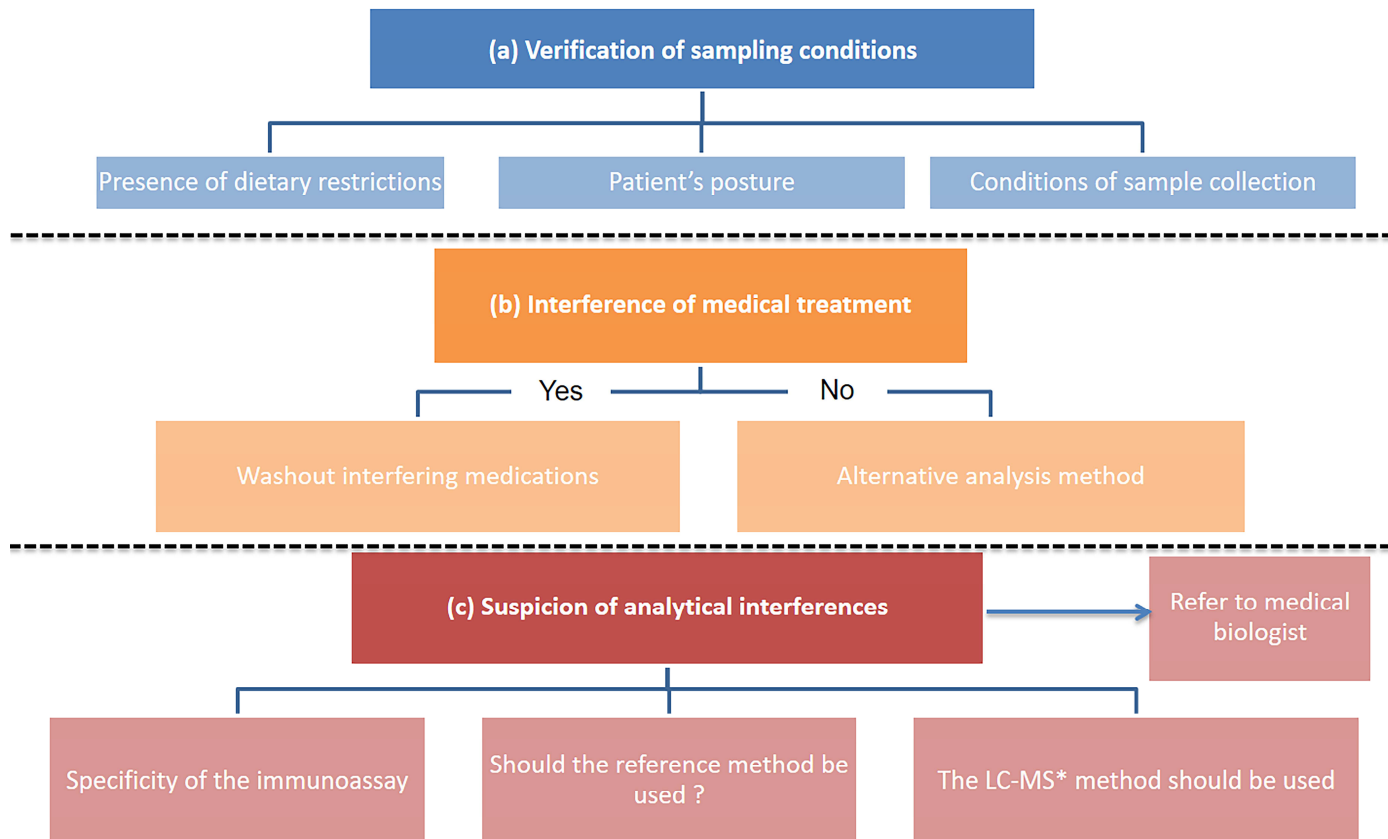 (a) Verification of sampling conditions
Presence of dietary restrictions
Patient’s posture
Conditions of sample collection
(b) Interference of medical treatment
Yes
No
Washout interfering medications
Alternative analysis method
(c) Suspicion of analytical interferences
Refer to medical
biologist
Specificity of the immunoassay
Should the reference method be
used ?
The LC-MS* method should be used